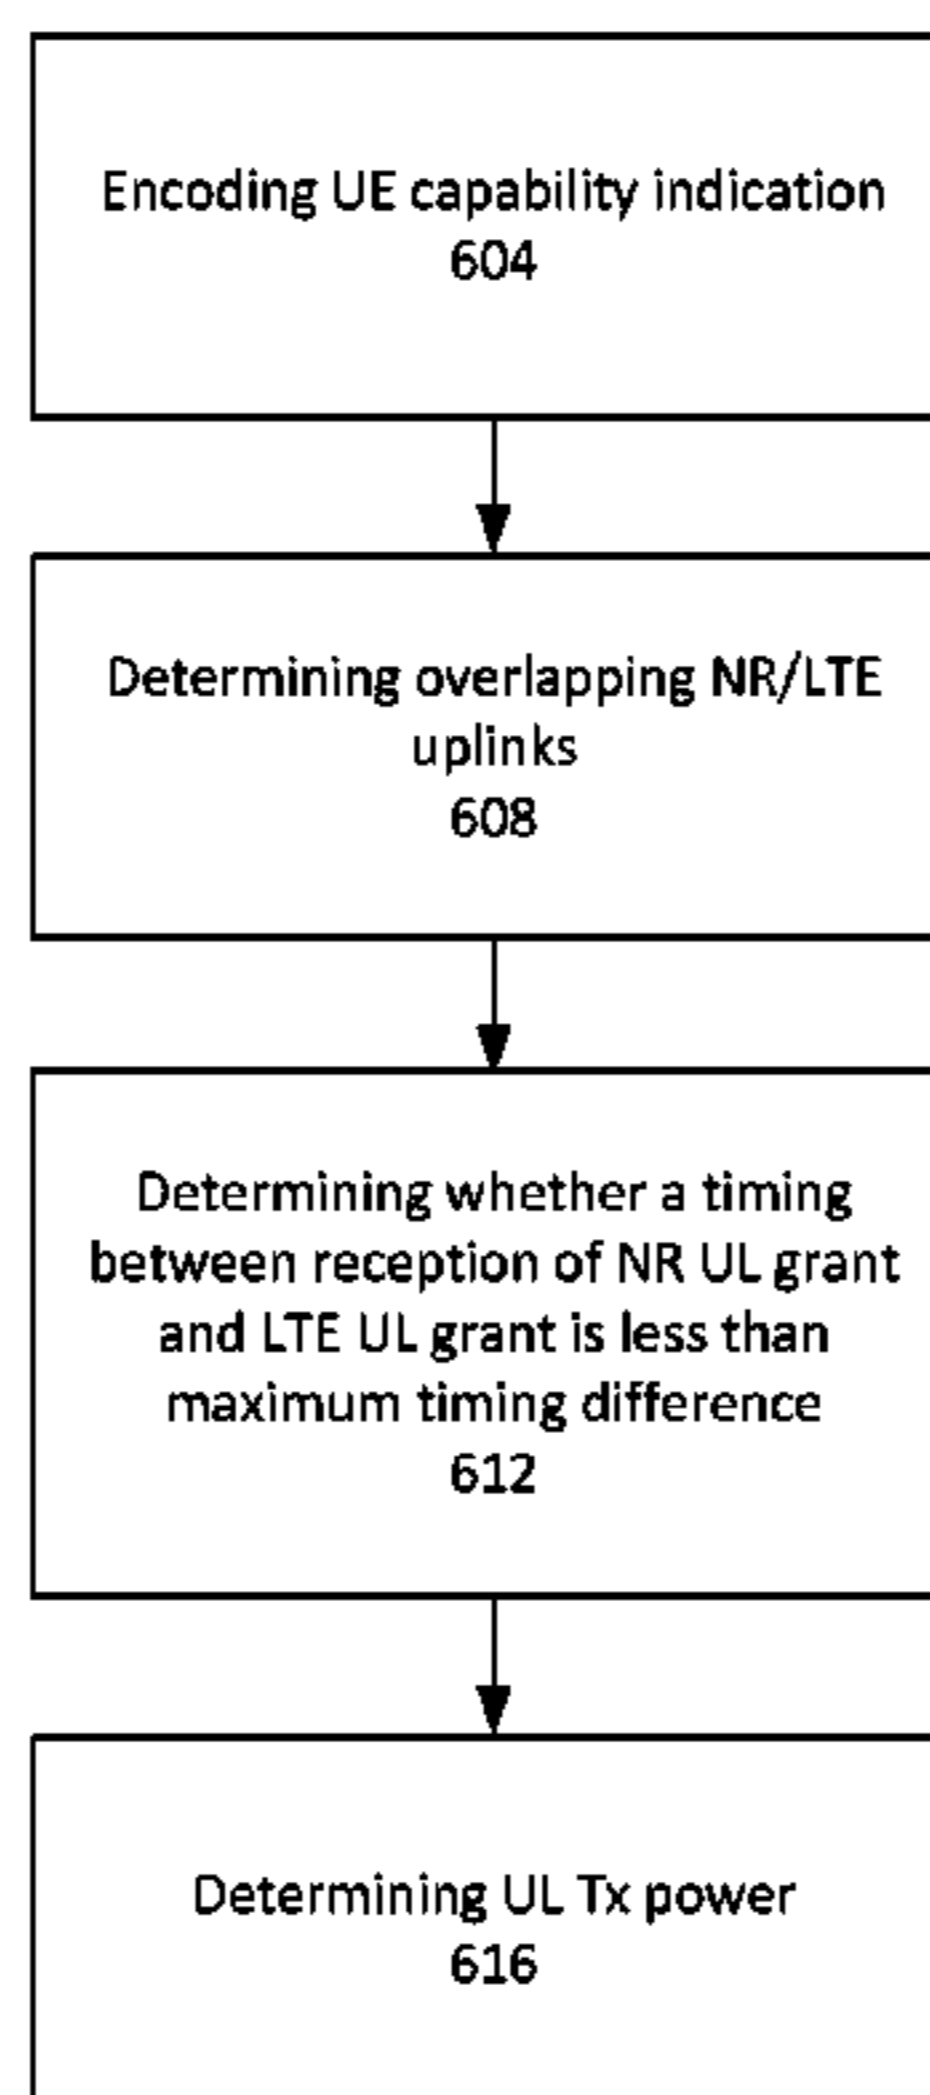 Encoding UE capability indication
604
Determining overlapping NR/LTE
uplinks
608
Determining whether a timing
between reception of NR UL grant
and LTE UL grant is less than
maximum timing difference
612
Determining UL Tx power
616